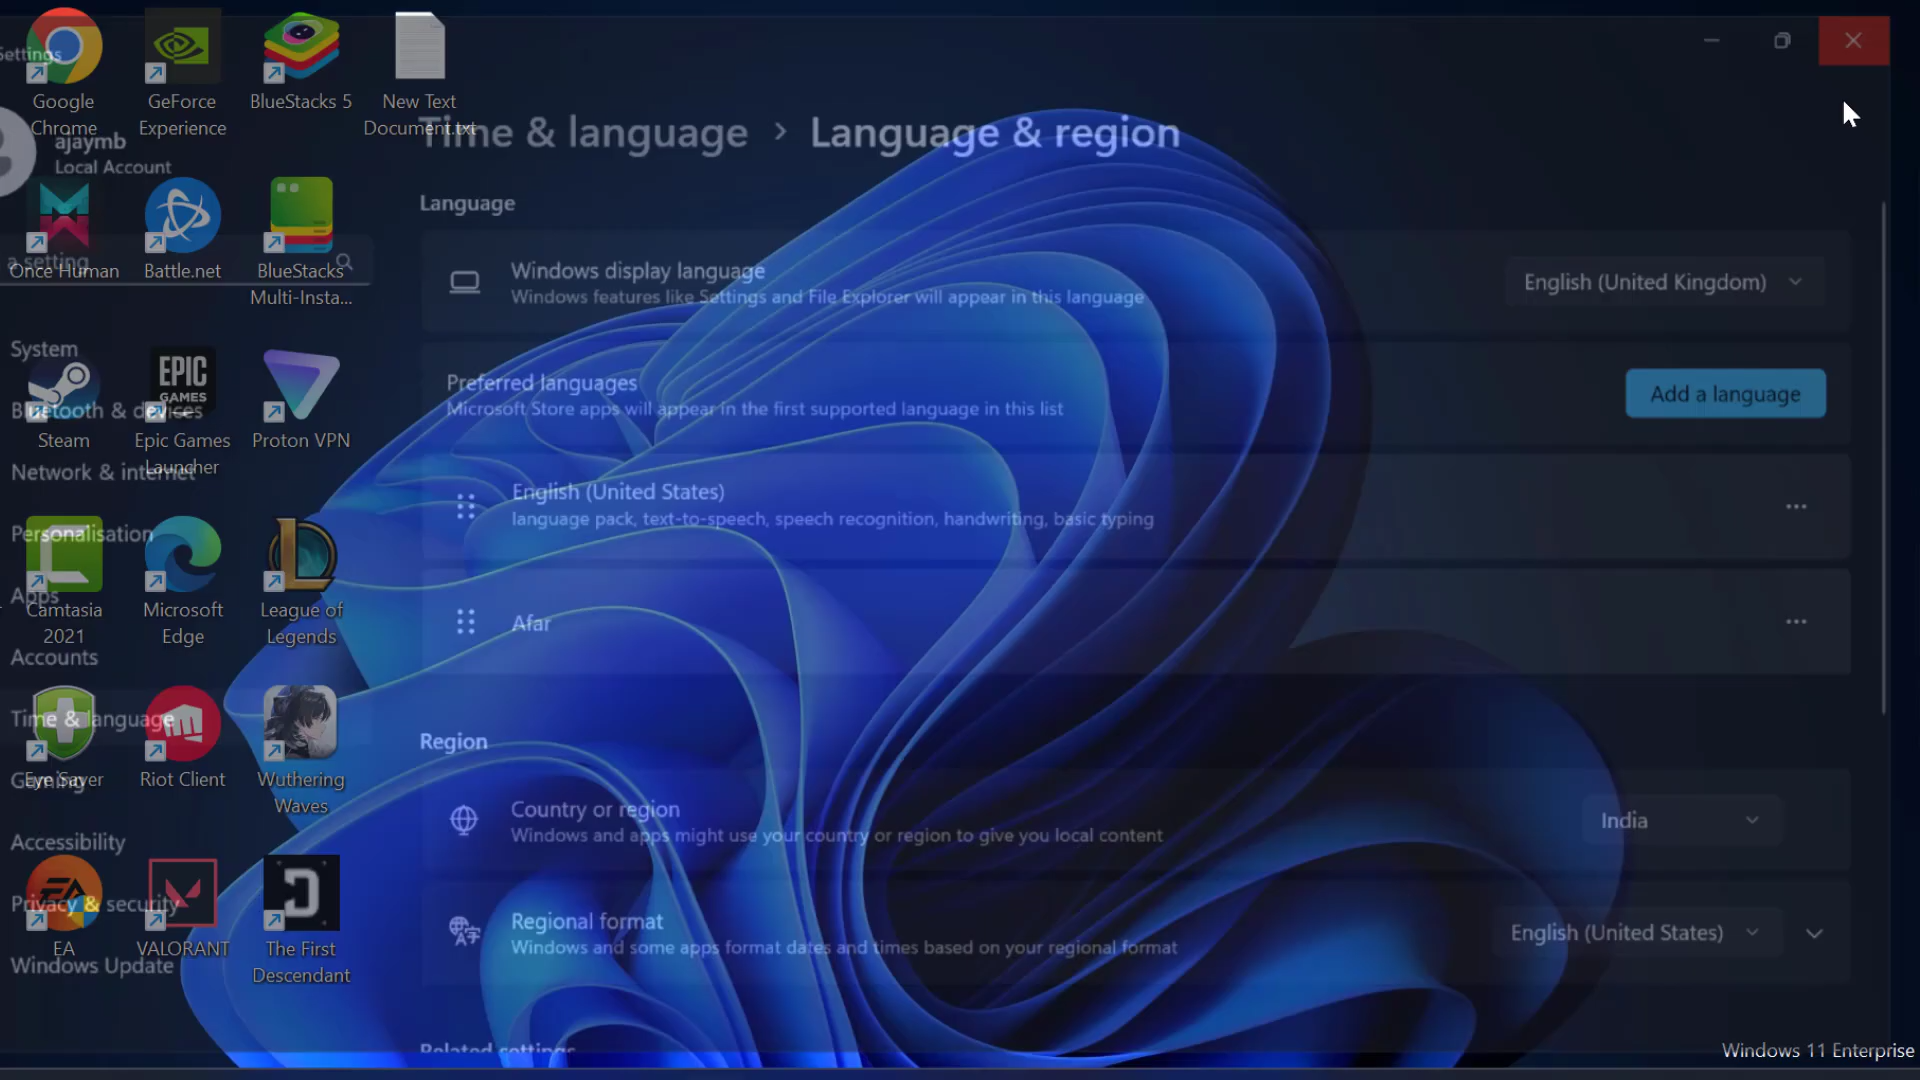 Settings
ajaymb
Local Account
a setting
System
Bluetooth & devices
Network & internet
Personalisation
Apps
Accounts
Time & language
Gaming
Accessibility
Privacy & security
Windows Update
Google
Chrome
GeForce
Experience
BlueStacks 5
New Text
Document.txt
Once Human
Battle.net
BlueStacks
Multi-Insta...
Steam
EPIC
GAMES
Epic Games
Launcher
Proton VPN
Camtasia
2021
Microsoft
Edge
League of
Legends
Eye Saver
Riot Client
Wuthering
Waves
EA
EA
VALORANT
The First
Descendant
Time & language > Language & region
Language
Windows display language
Windows features like Settings and File Explorer will appear in this language
English (United Kingdom)
Preferred languages
Microsoft Store apps will appear in the first supported language in this list
Add a language
English (United States)
language pack, text-to-speech, speech recognition, handwriting, basic typing
Afar
Region
Country or region
Windows and apps might use your country or region to give you local content
India
Regional format
Windows and some apps format dates and times based on your regional format
English (United States)
Related settings
Windows 11 Enterprise